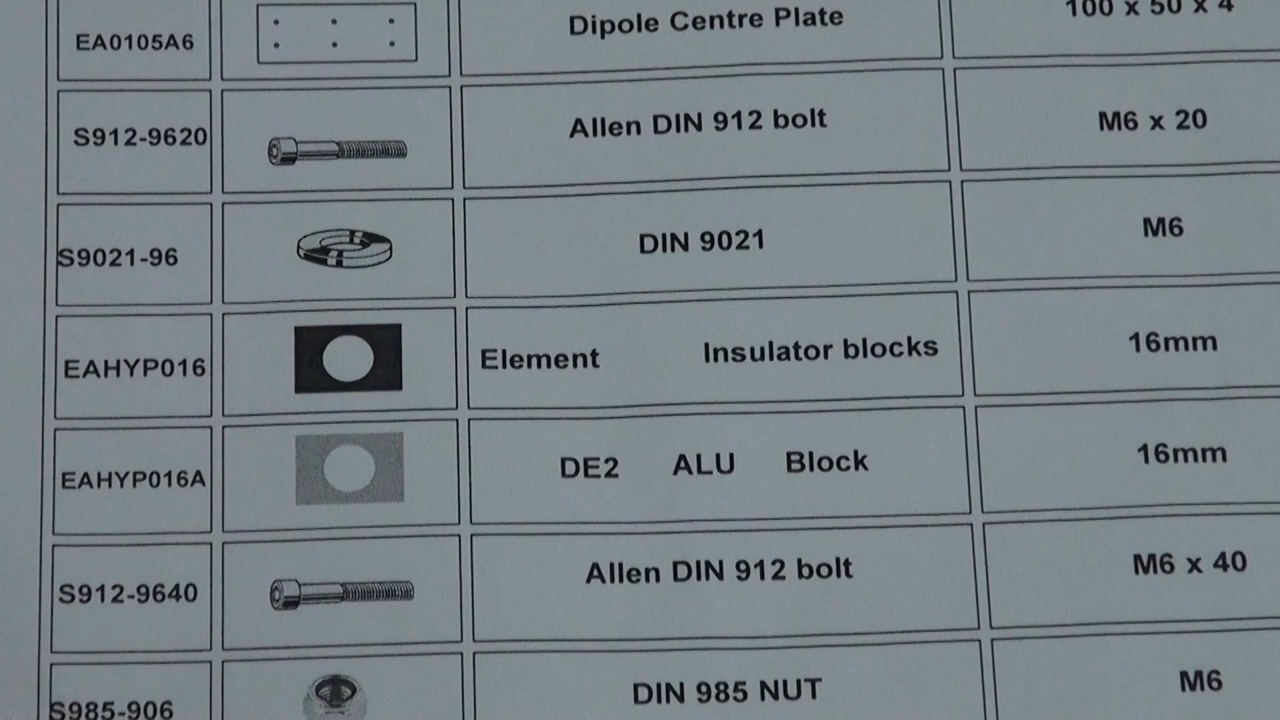 EA0105A6 Dipole Centre Plate 100 x 50 x 4
S912-9620 Allen DIN 912 bolt M6 x 20
S9021-96 DIN 9021 M6
EAHYP016 Element Insulator blocks 16mm
EAHYP016A DE2 ALU Block 16mm
S912-9640 Allen DIN 912 bolt M6 x 40
S985-906 DIN 985 NUT M6